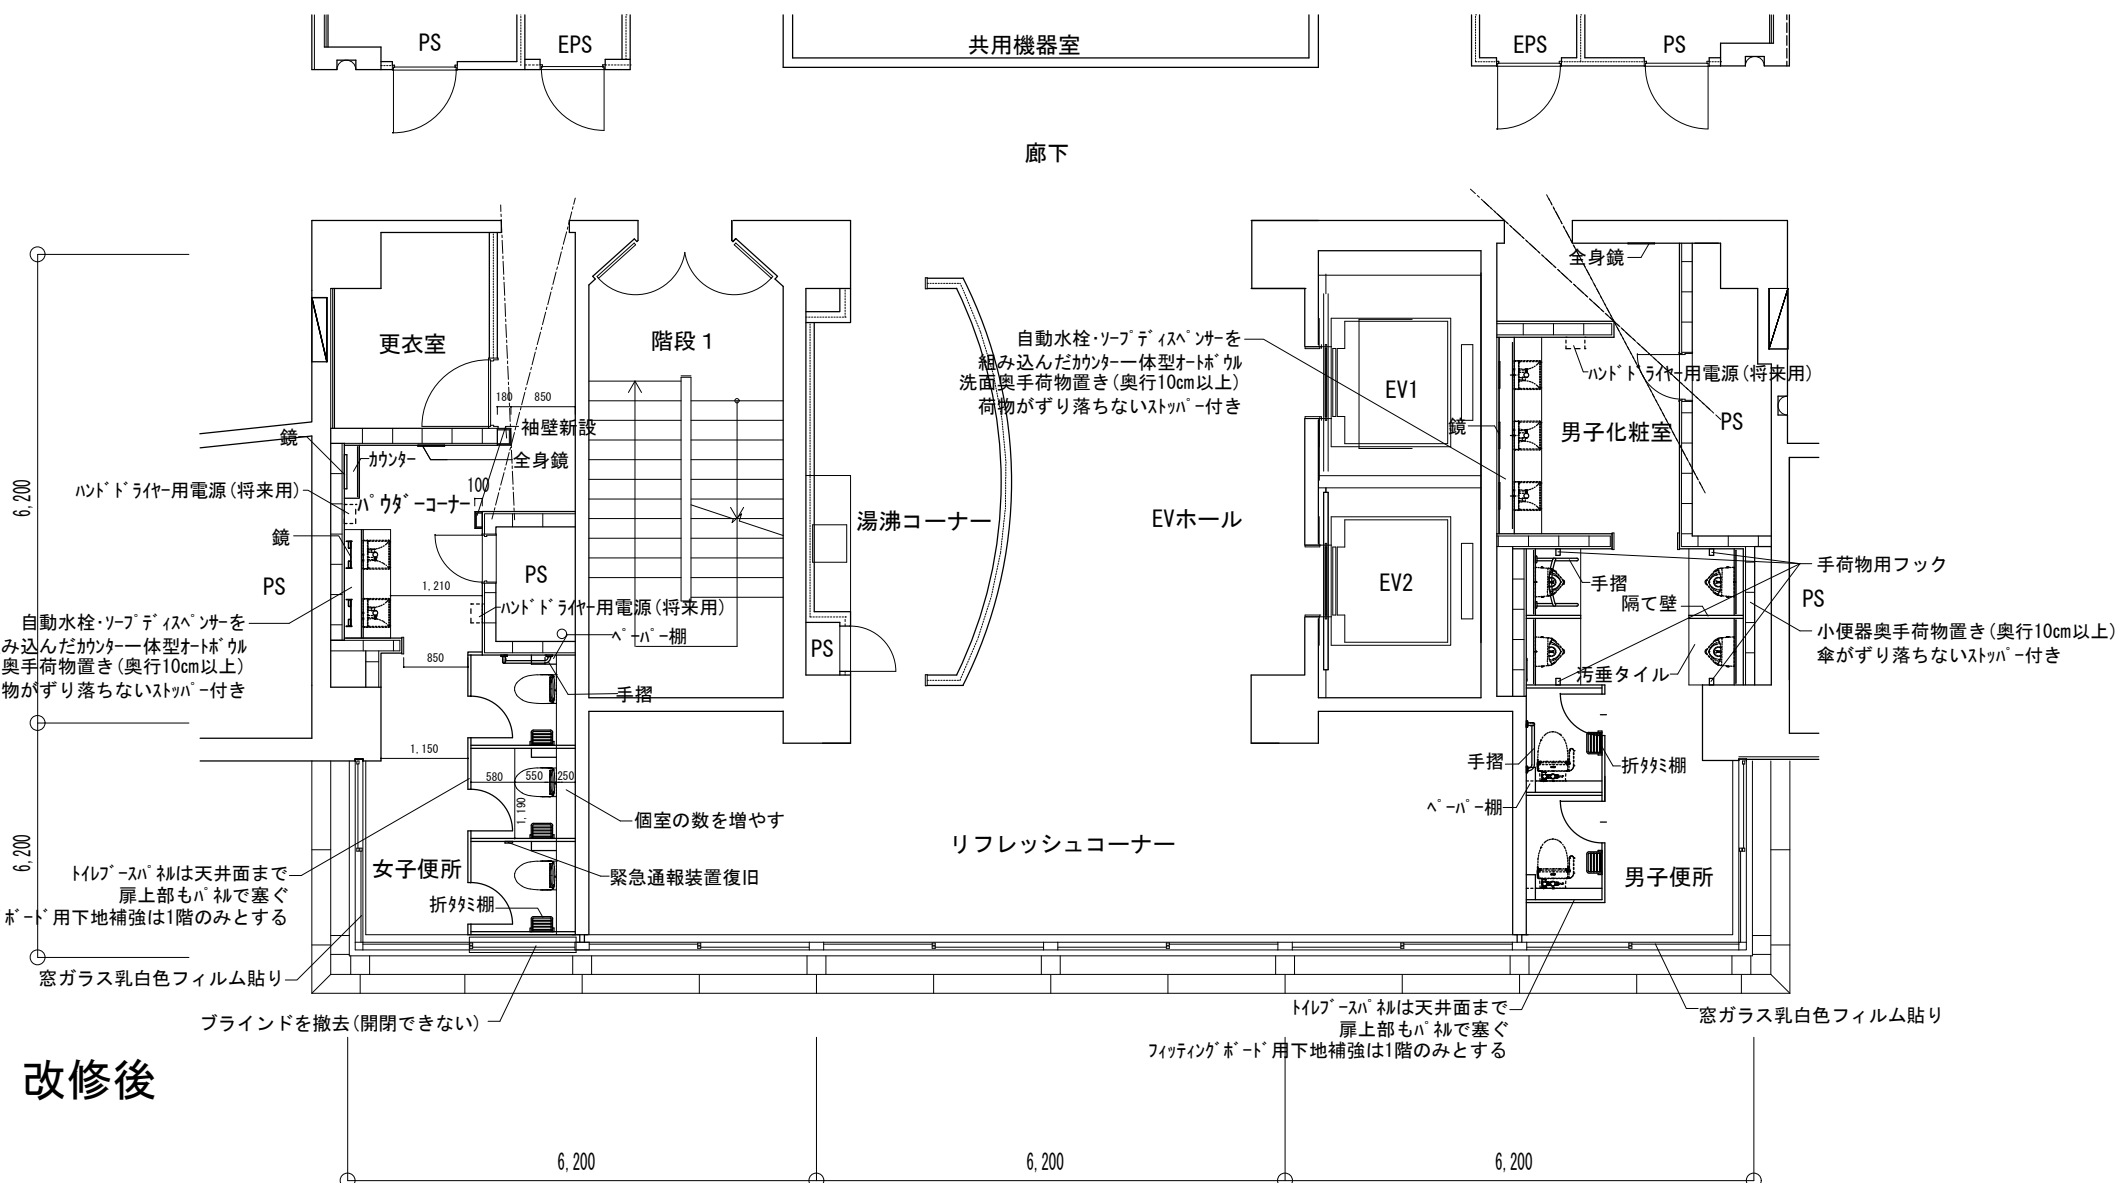 PS
EPS
共用機器室
EPS
PS
廊下
更衣室
階段1
180
850
袖壁新設
鏡
カウンター
全身鏡
ハンドドライヤー用電源(将来用)
パウダーコーナー
100
鏡
PS
PS
1,210
ハンドドライヤー用電源(将来用)
ペーパー棚
自動水栓・ソープディスペンサーを
み込んだカウンター一体型オートボウル
奥手荷物置き(奥行10cm以上)
物がずり落ちないストッパー付き
850
手摺
1,150
580
550
250
1,190
個室の数を増やす
女子便所
緊急通報装置復旧
折タタミ棚
トイレブースパネルは天井面まで
扉上部もパネルで塞ぐ
ボード用下地補強は1階のみとする
窓ガラス乳白色フィルム貼り
ブラインドを撤去(開閉できない)
湯沸コーナー
PS
EVホール
リフレッシュコーナー
自動水栓・ソープディスペンサーを
組み込んだカウンター一体型オートボウル
洗面奥手荷物置き(奥行10cm以上)
荷物がずり落ちないストッパー付き
EV1
EV2
全身鏡
ハンドドライヤー用電源(将来用)
鏡
男子化粧室
PS
手荷物用フック
手摺
隔て壁
PS
小便器奥手荷物置き(奥行10cm以上)
傘がずり落ちないストッパー付き
汚垂タイル
手摺
折タタミ棚
ペーパー棚
男子便所
トイレブースパネルは天井面まで
扉上部もパネルで塞ぐ
フィッティングボード用下地補強は1階のみとする
窓ガラス乳白色フィルム貼り
6,200
6,200
改修後
6,200
6,200
6,200